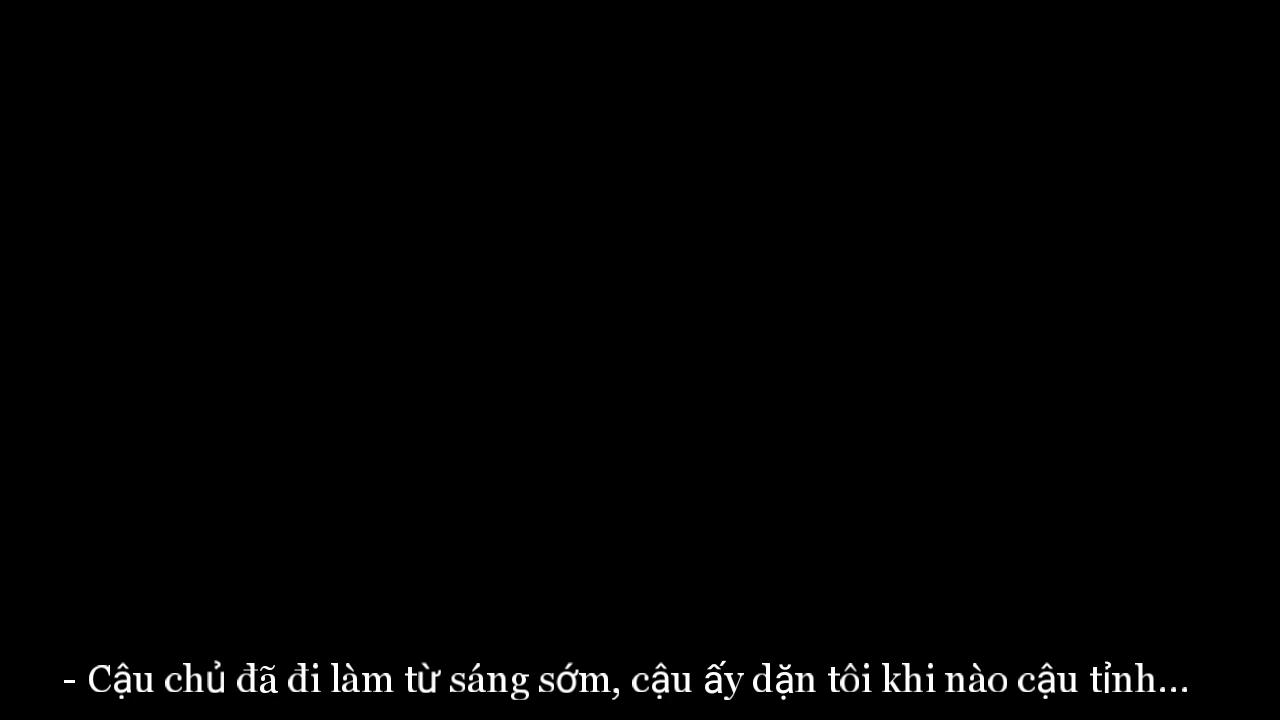 - Cậu chủ đã đi làm từ sáng sớm, cậu ấy dặn tôi khi nào cậu tỉnh...